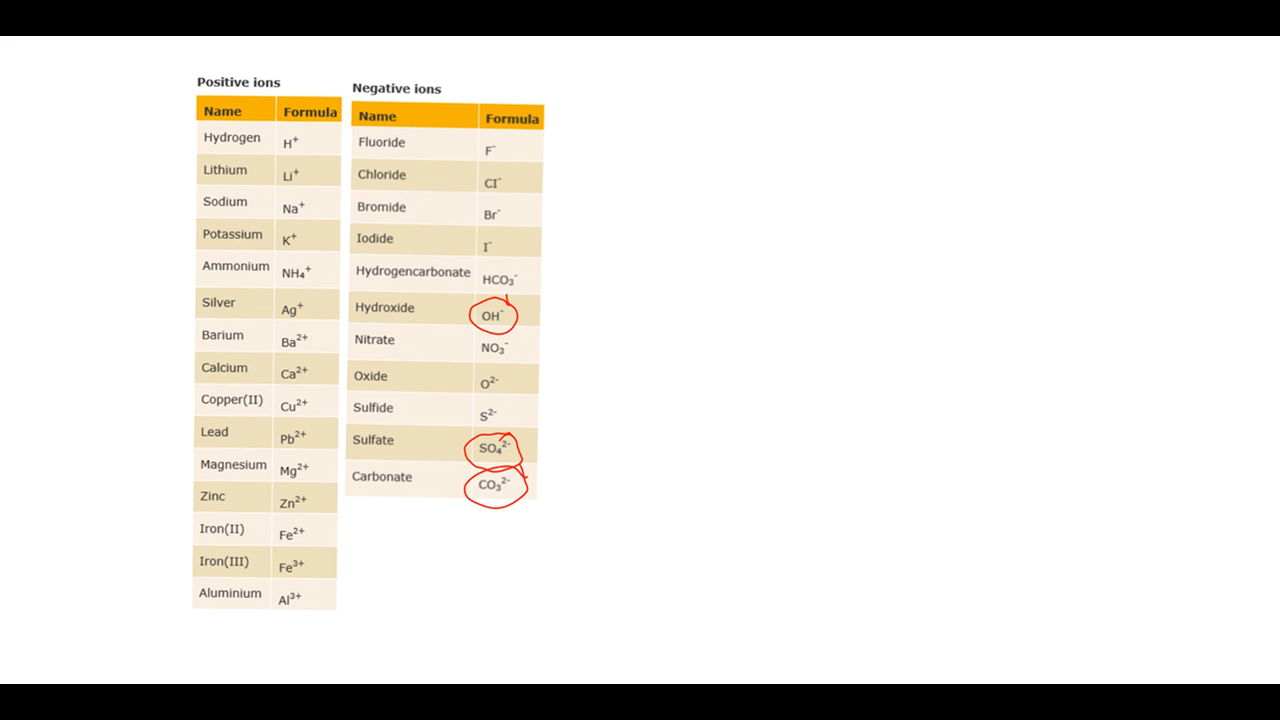 Positive ions
Name Formula
Hydrogen H⁺
Lithium Li⁺
Sodium Na⁺
Potassium K⁺
Ammonium NH₄⁺
Silver Ag⁺
Barium Ba²⁺
Calcium Ca²⁺
Copper(II) Cu²⁺
Lead Pb²⁺
Magnesium Mg²⁺
Zinc Zn²⁺
Iron(II) Fe²⁺
Iron(III) Fe³⁺
Aluminium Al³⁺
Negative ions
Name Formula
Fluoride F⁻
Chloride Cl⁻
Bromide Br⁻
Iodide I⁻
Hydrogencarbonate HCO₃⁻
Hydroxide OH⁻
Nitrate NO₃⁻
Oxide O²⁻
Sulfide S²⁻
Sulfate SO₄²⁻
Carbonate CO₃²⁻